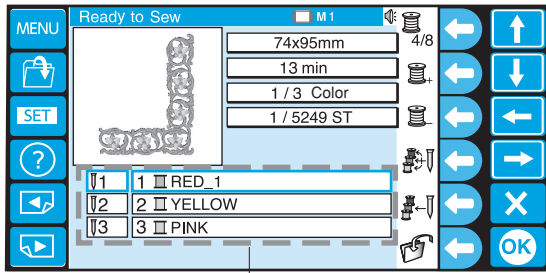 MENU
Ready to Sew
M1
4/8
74x95mm
13 min
1 / 3 Color
SET
1 / 5249 ST
?
1 1 RED_1
2 2 YELLOW
3 3 PINK
OK